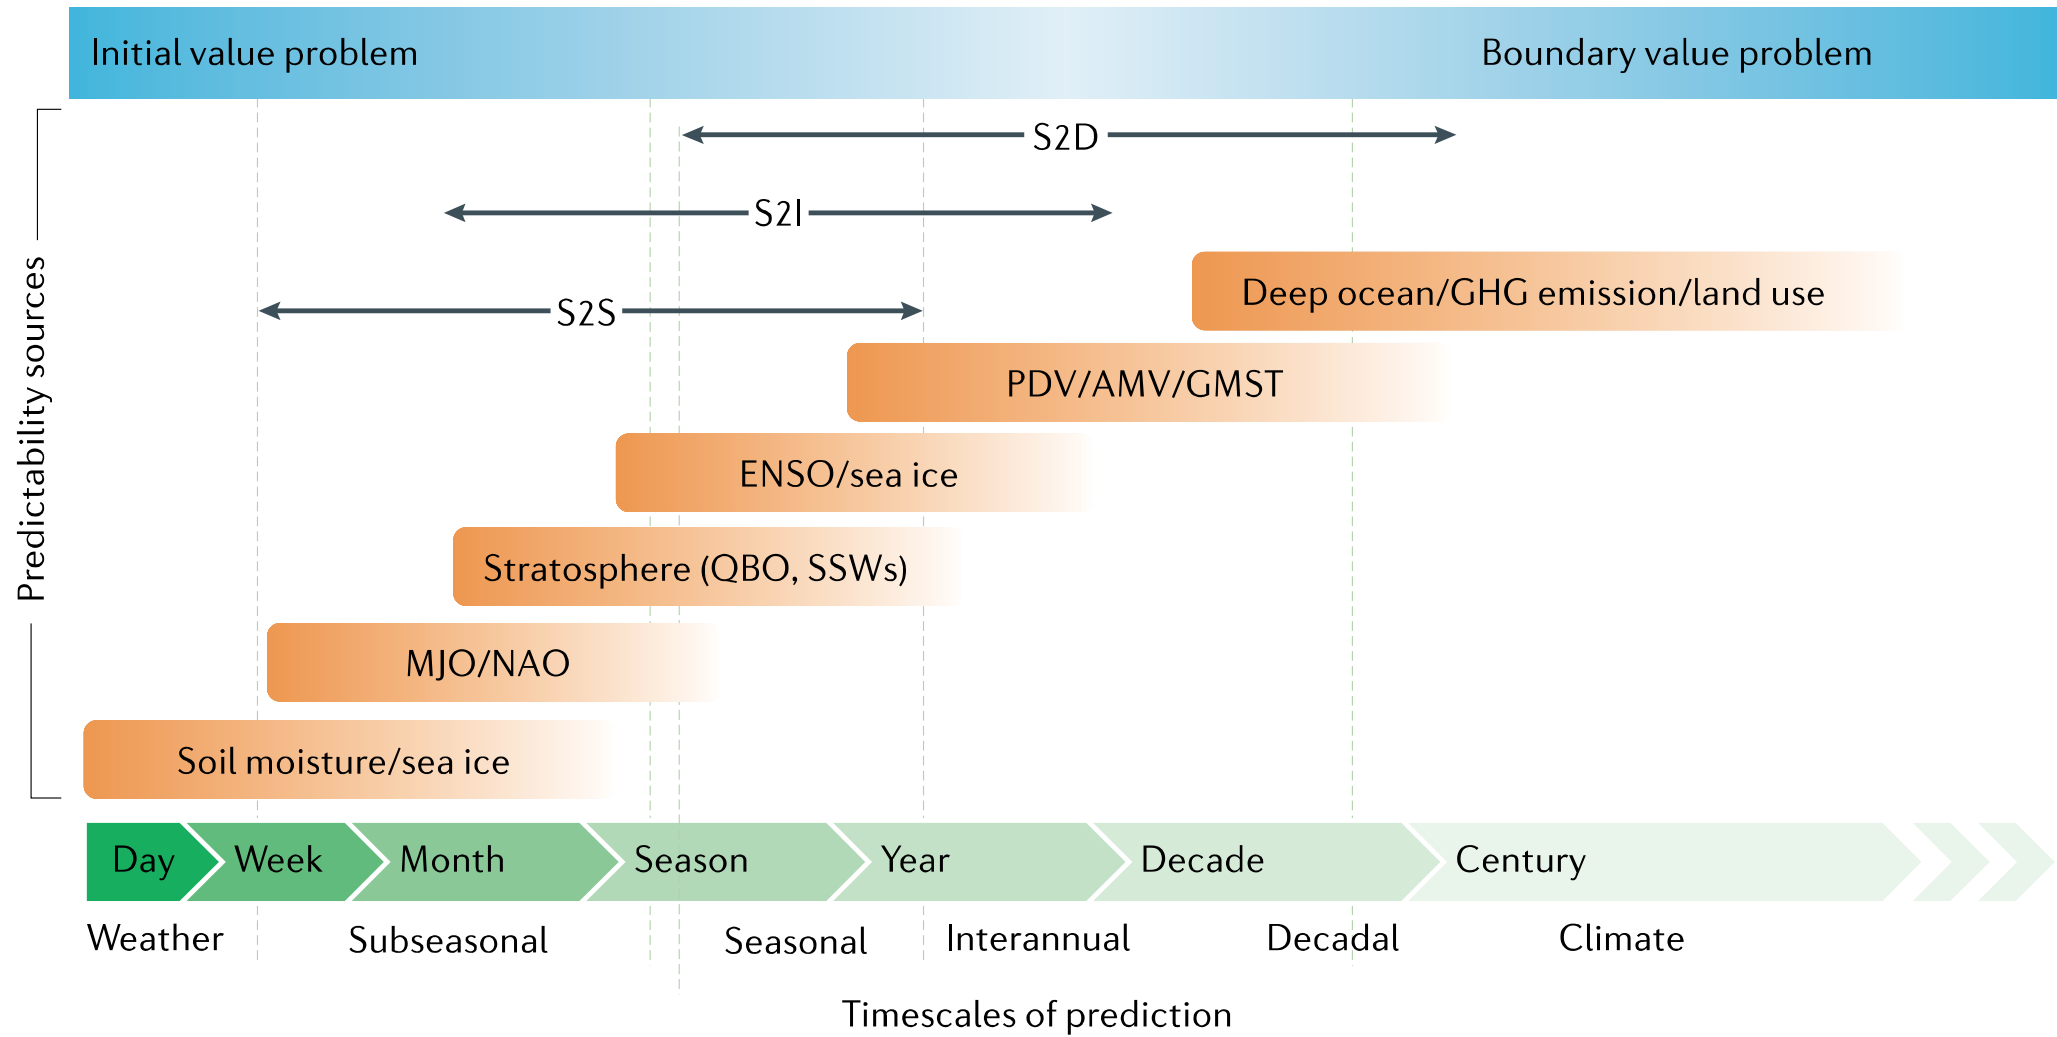 Initial value problem
Boundary value problem
S2D
S2I
S2S
Predictability sources
Deep ocean/GHG emission/land use
PDV/AMV/GMST
ENSO/sea ice
Stratosphere (QBO, SSWs)
MJO/NAO
Soil moisture/sea ice
Day
Week
Month
Season
Year
Decade
Century
Weather
Subseasonal
Seasonal
Interannual
Decadal
Climate
Timescales of prediction